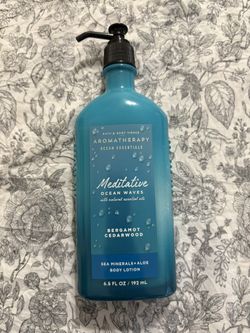 BATH & BODY WORKS
AROMATHERAPY
OCEAN ESSENTIALS
Meditative
OCEAN WAVES
with natural essential oils
BERGAMOT
CEDARWOOD
SEA MINERALS + ALOE
BODY LOTION
6.5 FL OZ / 192 mL